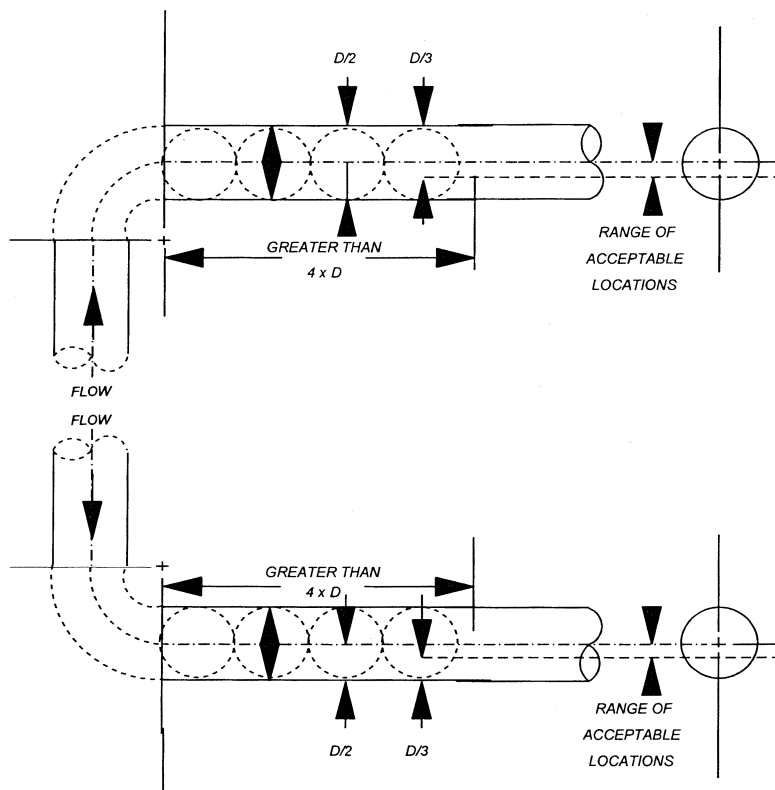 D/2
D/3
GREATER THAN
4 x D
RANGE OF
ACCEPTABLE
LOCATIONS
FLOW
FLOW
GREATER THAN
4 x D
RANGE OF
ACCEPTABLE
LOCATIONS
D/2
D/3